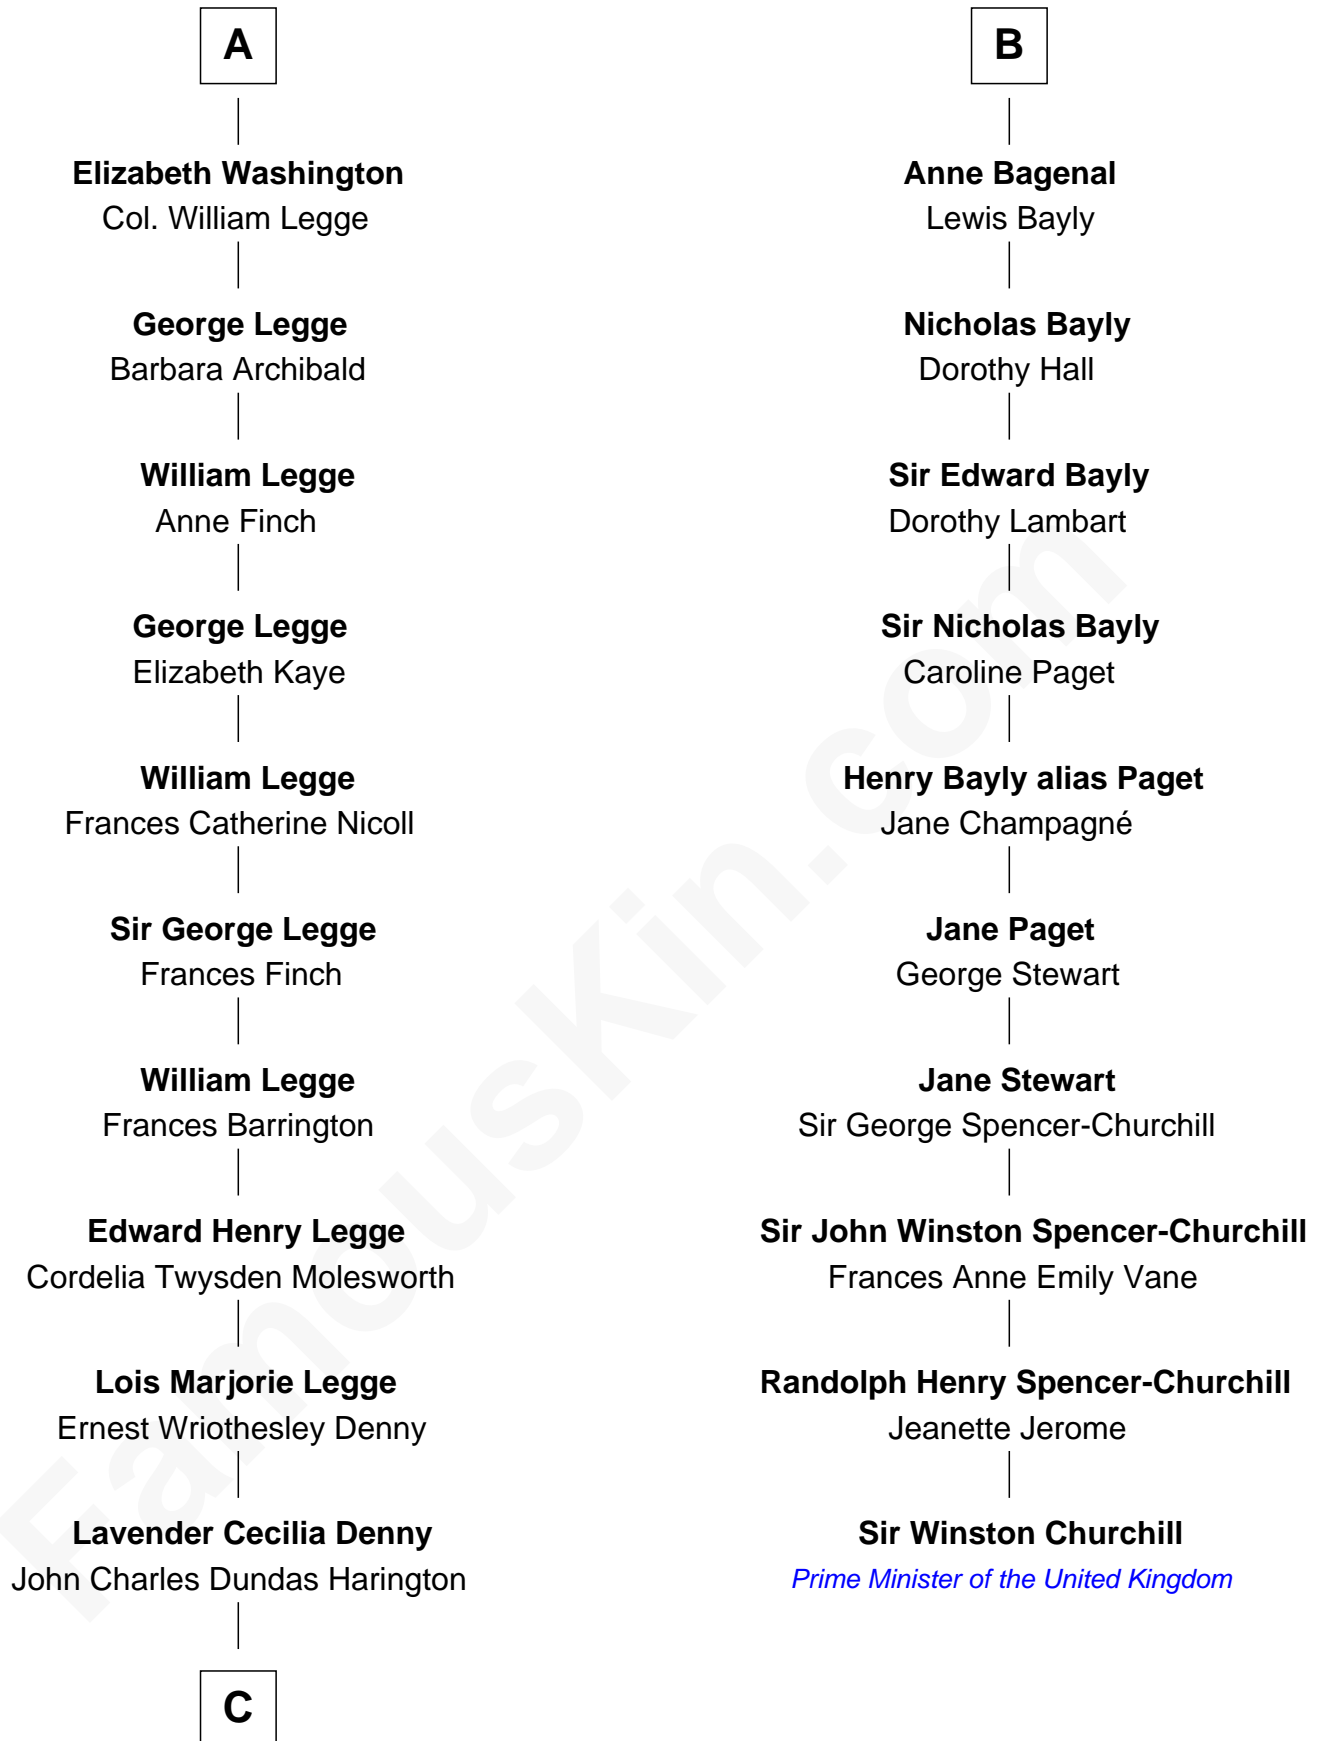 A
Elizabeth Washington
Col. William Legge
George Legge
Barbara Archibald
William Legge
Anne Finch
George Legge
Elizabeth Kaye
William Legge
Frances Catherine Nicoll
Sir George Legge
Frances Finch
William Legge
Frances Barrington
Edward Henry Legge
Cordelia Twysden Molesworth
Lois Marjorie Legge
Ernest Wriothesley Denny
Lavender Cecilia Denny
John Charles Dundas Harington
C
B
Anne Bagenal
Lewis Bayly
Nicholas Bayly
Dorothy Hall
Sir Edward Bayly
Dorothy Lambart
Sir Nicholas Bayly
Caroline Paget
Henry Bayly alias Paget
Jane Champagné
Jane Paget
George Stewart
Jane Stewart
Sir George Spencer-Churchill
Sir John Winston Spencer-Churchill
Frances Anne Emily Vane
Randolph Henry Spencer-Churchill
Jeanette Jerome
Sir Winston Churchill
Prime Minister of the United Kingdom
FamousKin.com